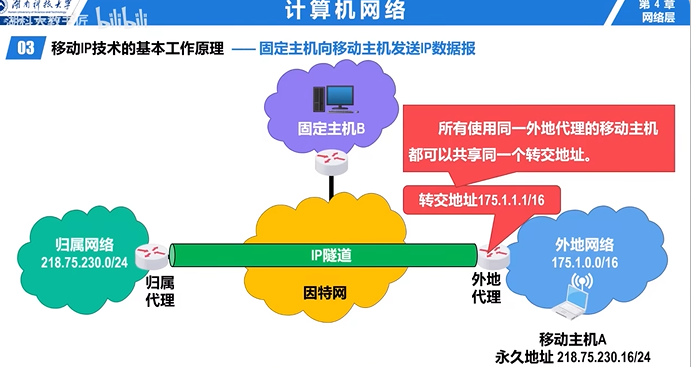 湖南科技大学
bilibili
计算机网络
第 4 章
网络层
03 移动IP技术的基本工作原理 —— 固定主机向移动主机发送IP数据报
固定主机B
所有使用同一外地代理的移动主机
都可以共享同一个转交地址。
转交地址175.1.1.1/16
归属网络
218.75.230.0/24
IP隧道
外地网络
175.1.0.0/16
归属
代理
因特网
外地
代理
移动主机A
永久地址 218.75.230.16/24